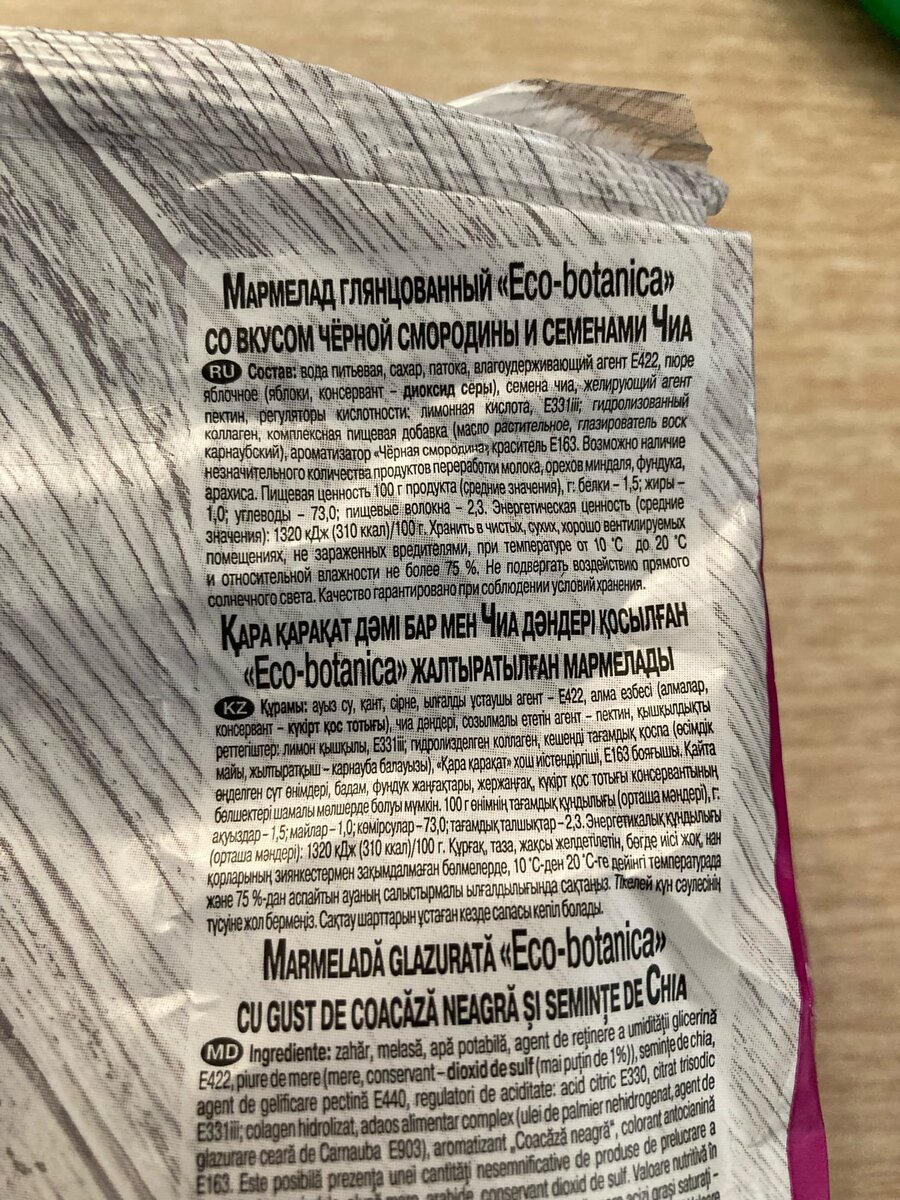 Мармелад глянцованный «Eco-botanica»
со вкусом чёрной смородины и семенами Чиа
RU Состав: вода питьевая, сахар, патока, влагоудерживающий агент Е422, пюре
яблочное (яблоки, консервант – диоксид серы), семена чиа, желирующий агент
пектин, регуляторы кислотности: лимонная кислота, Е331iii; гидролизованный
коллаген, комплексная пищевая добавка (масло растительное, глазирователь воск
карнаубский), ароматизатор «Чёрная смородина», краситель Е163. Возможно наличие
незначительного количества продуктов переработки молока, орехов миндаля, фундука,
арахиса. Пищевая ценность 100 г продукта (средние значения), г: белки – 1,5; жиры –
1,0; углеводы – 73,0; пищевые волокна – 2,3. Энергетическая ценность (средние
значения): 1320 кДж (310 ккал)/100 г. Хранить в чистых, сухих, хорошо вентилируемых
помещениях, не зараженных вредителями, при температуре от 10 °С до 20 °С
и относительной влажности не более 75 %. Не подвергать воздействию прямого
солнечного света. Качество гарантировано при соблюдении условий хранения.
Қара қарақат дәмі бар мен Чиа дәндері қосылған
«Eco-botanica» жалтыратылған мармелады
KZ Құрамы: ауыз су, қант, сірне, ылғалды ұстаушы агент – Е422, алма езбесі (алмалар,
консервант – күкірт қос тотығы), чиа дәндері, созылмалы ететін агент – пектин, қышқылдықты
реттегіштер: лимон қышқылы, Е331iii; гидролизделген коллаген, кешенді тағамдық қоспа (өсімдік
майы, жылтыратқыш – карнауба балауызы), «Қара қарақат» хош иістендіргіші, Е163 бояғышы. Қайта
өңделген сүт өнімдері, бадам, фундук жаңғақтары, жержаңғақ, күкірт қос тотығы консервантының
бөлшектері шамалы мөлшерде болуы мүмкін. 100 г өнімнің тағамдық құндылығы (орташа мәндері), г:
ақуыздар – 1,5; майлар – 1,0; көмірсулар – 73,0; тағамдық талшықтар – 2,3. Энергетикалық құндылығы
(орташа мәндері): 1320 кДж (310 ккал)/100 г. Құрғақ, таза, жақсы желдетілетін, бөгде иісі жоқ, нан
қорларының зиянкестермен зақымдалмаған бөлмелерде, 10 °С-ден 20 °С-ге дейінгі температурада
және 75 %-дан аспайтын ауаның салыстырмалы ылғалдылығында сақтаңыз. Тікелей күн сәулесінің
түсуіне жол бермеңіз. Сақтау шарттарын ұстаған кезде сапасы кепіл болады.
Marmeladă glazurată «Eco-botanica»
cu gust de coacăză neagră și semințe de Chia
MD Ingrediente: zahăr, melasă, apă potabilă, agent de reținere a umidității glicerină
E422, piure de mere (mere, conservant – dioxid de sulf (mai puțin de 1%)), semințe de chia,
agent de gelificare pectină E440, regulatori de aciditate: acid citric E330, citrat trisodic
E331iii; colagen hidrolizat, adaos alimentar complex (ulei de palmier nehidrogenat, agent de
glazurare ceară de Carnauba E903), aromatizant „Coacăză neagră", colorant antocianină
E163. Este posibilă prezența unei cantități nesemnificative de produse de prelucrare a
arahide, conservant dioxid de sulf. Valoare nutritivă în
acizi grași saturați –